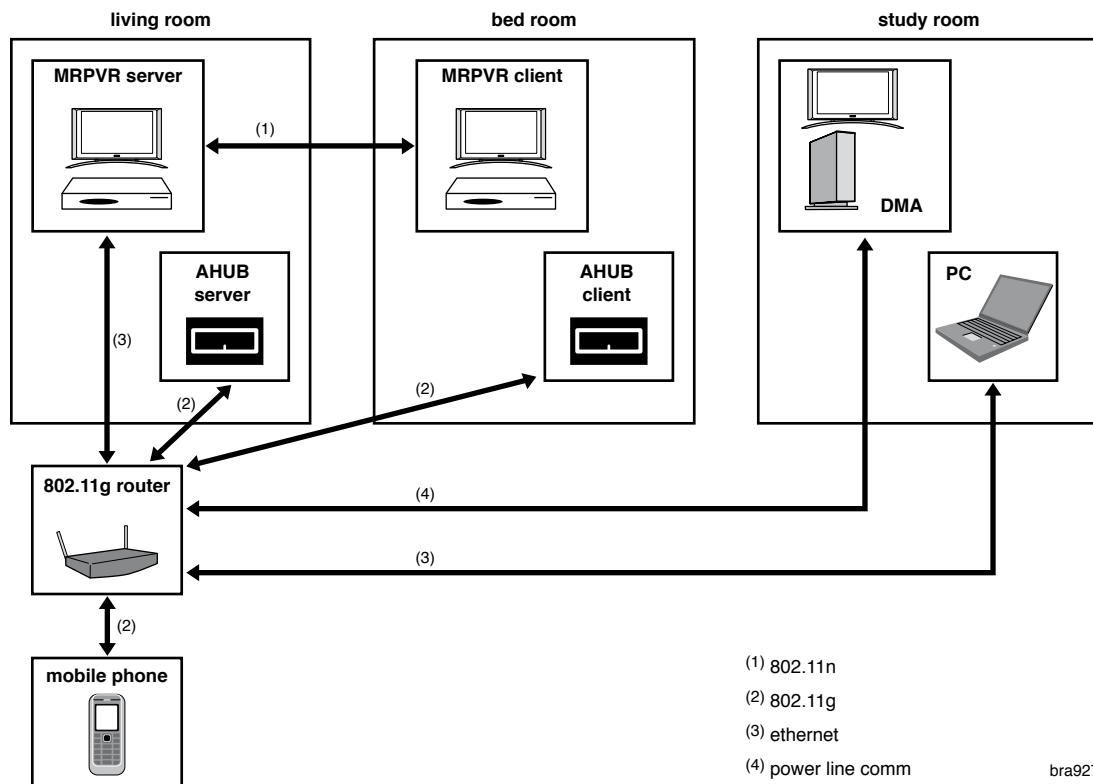 living room
bed room
study room
MRPVR server
MRPVR client
(1)
DMA
AHUB
server
AHUB
client
PC
(3)
(2)
(2)
802.11g router
(4)
(3)
(2)
mobile phone
(1) 802.11n
(2) 802.11g
(3) ethernet
(4) power line comm